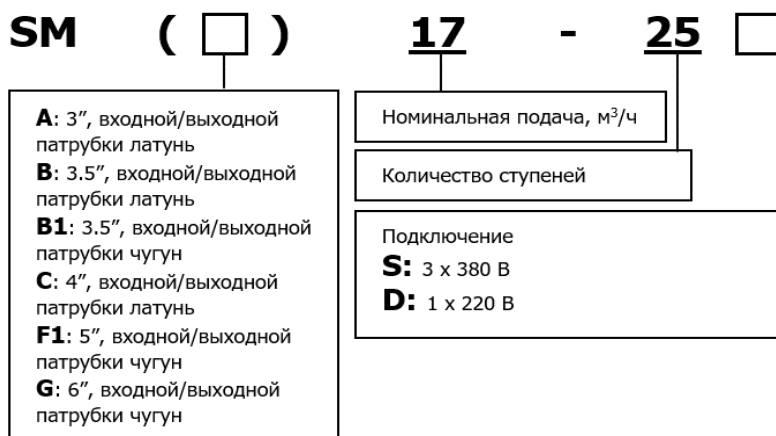 SM ( ) 17 - 25
A: 3”, входной/выходной
патрубки латунь
B: 3.5”, входной/выходной
патрубки латунь
B1: 3.5”, входной/выходной
патрубки чугун
C: 4”, входной/выходной
патрубки латунь
F1: 5”, входной/выходной
патрубки чугун
G: 6”, входной/выходной
патрубки чугун
Номинальная подача, м³/ч
Количество ступеней
Подключение
S: 3 x 380 В
D: 1 x 220 В